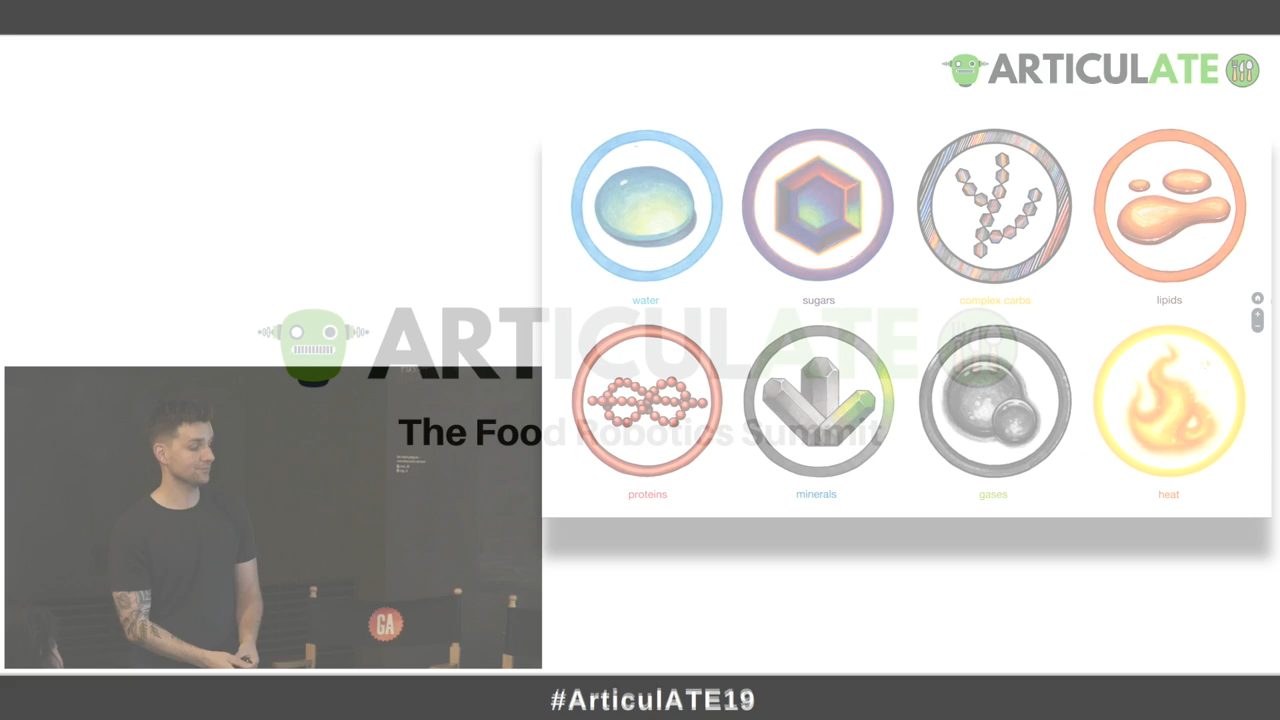 ARTICULATE
water
sugars
complex carbs
lipids
ARTICULATE
The Food Robotics Summit
proteins
minerals
gases
heat
GA
#ArticulATE19